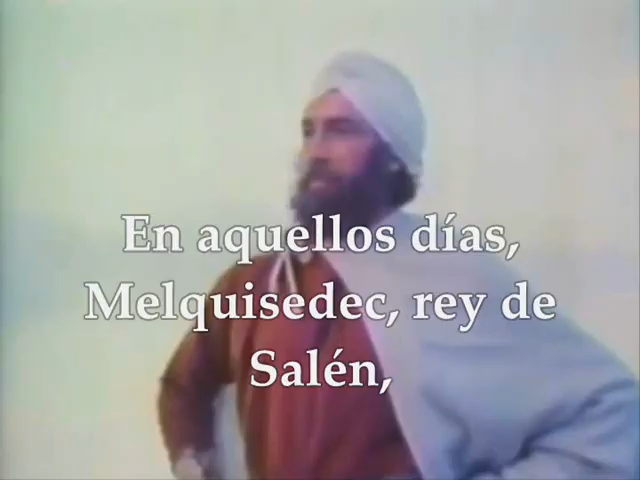 En aquellos días,
Melquisedec, rey de
Salén,